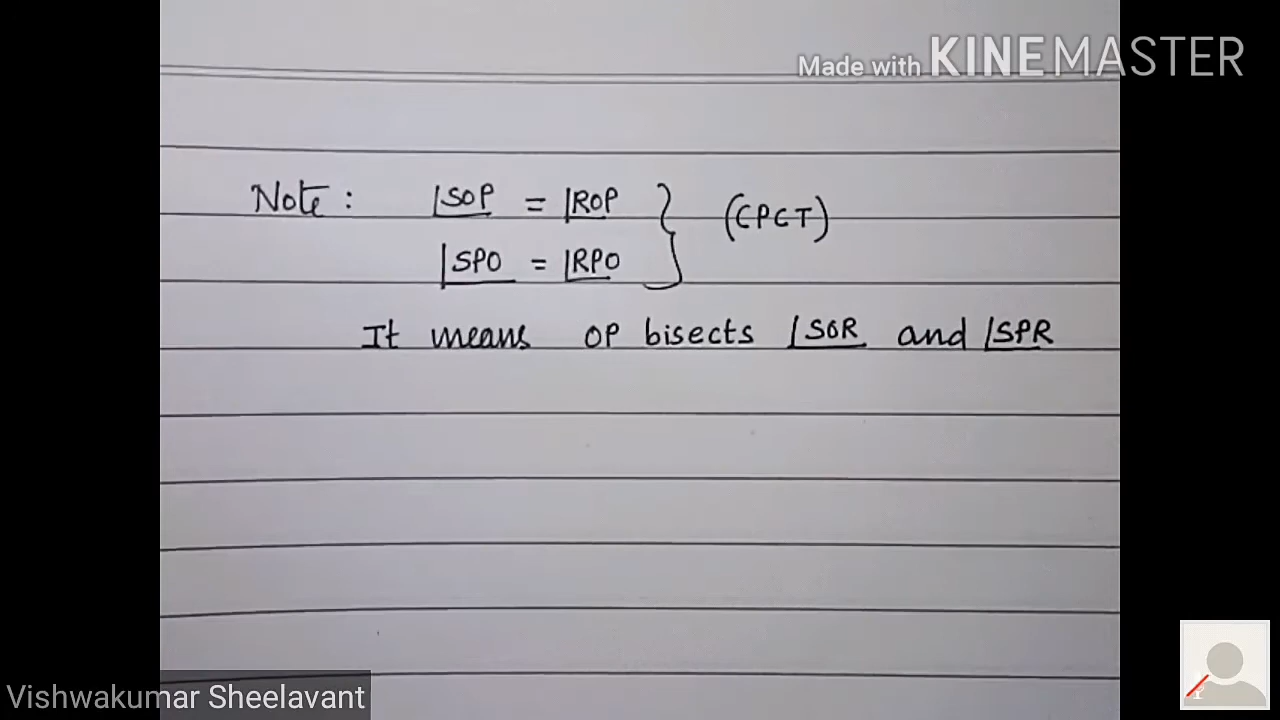 Made with KINEMASTER
Note : ∠SOP = ∠ROP } (CPCT)
∠SPO = ∠RPO
It means OP bisects ∠SOR and ∠SPR
Vishwakumar Sheelavant